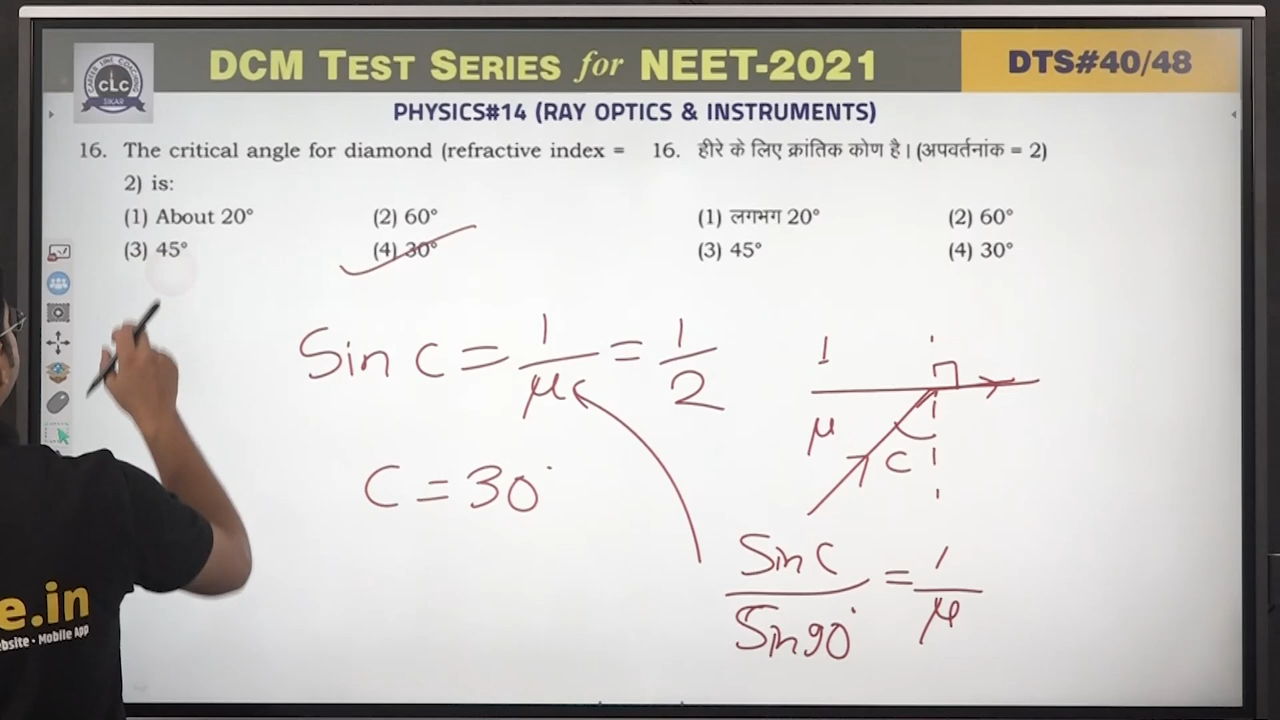 DCM TEST SERIES for NEET-2021
DTS#40/48
CLC
SIKAR
PHYSICS#14 (RAY OPTICS & INSTRUMENTS)
16. The critical angle for diamond (refractive index =
2) is:
(1) About 20° (2) 60°
(3) 45° (4) 30°
16. हीरे के लिए क्रांतिक कोण है। (अपवर्तनांक = 2)
(1) लगभग 20° (2) 60°
(3) 45° (4) 30°
Sin C = 1/μ = 1/2
C = 30°
1
μ
C
Sin C / Sin 90° = 1/μ
e.in
ebsite • Mobile App